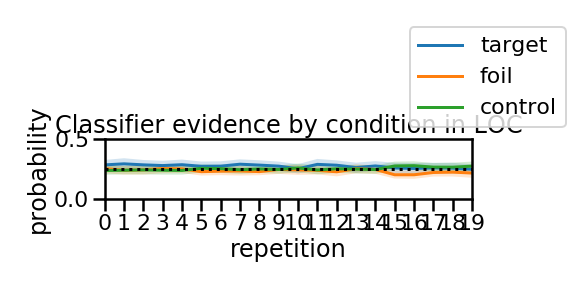 target
foil
control
Classifier evidence by condition in LOC
probability
0.5
0.0
0 1 2 3 4 5 6 7 8 9 10 11 12 13 14 15 16 17 18 19
repetition